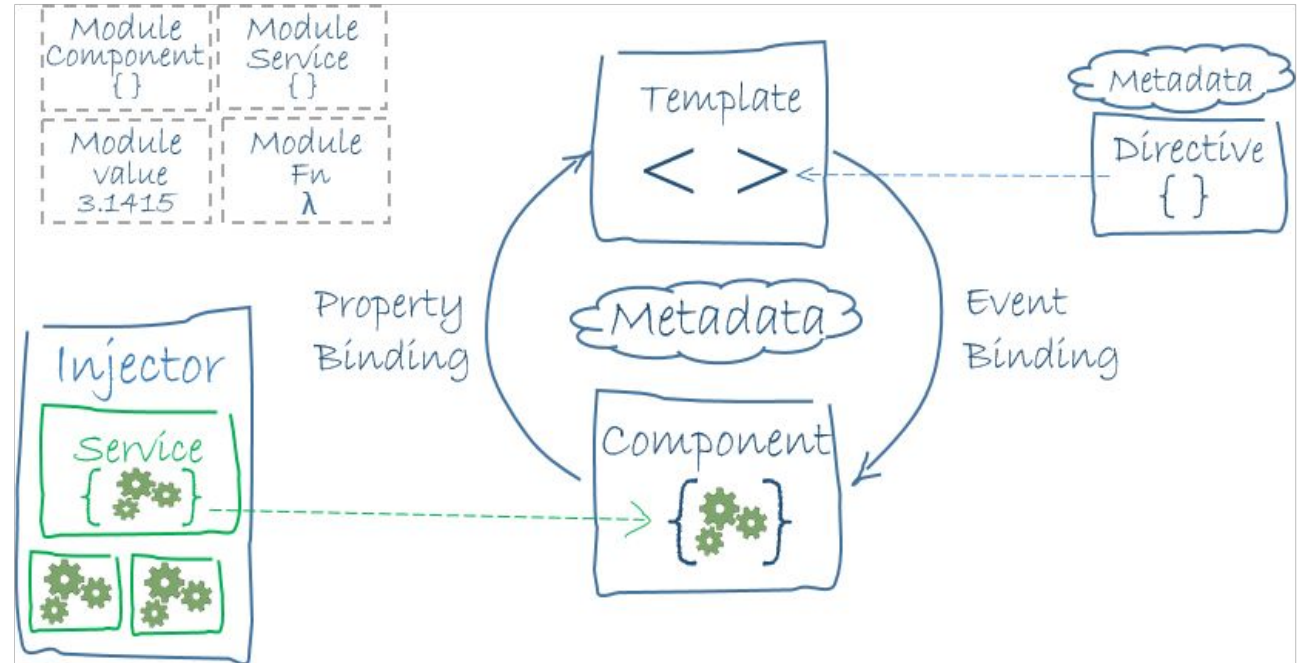 Module
Component
{ }
Module
Service
{ }
Module
value
3.1415
Module
Fn
λ
Template
< >
Metadata
Directive
{ }
Property
Binding
Metadata
Event
Binding
Injector
Service
{ }
Component
{ }